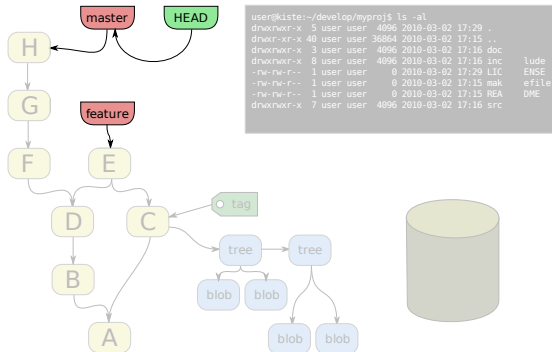 master HEAD
user@kiste:~/develop/myproj$ ls -al
drwxrwxr-x 5 user user 4096 2010-03-02 17:29 .
drwxr-xr-x 40 user user 36864 2010-03-02 17:15 ..
drwxrwxr-x 3 user user 4096 2010-03-02 17:16 doc
drwxrwxr-x 8 user user 4096 2010-03-02 17:16 inc lude
-rw-rw-r-- 1 user user 0 2010-03-02 17:29 LIC ENSE
-rw-rw-r-- 1 user user 0 2010-03-02 17:15 mak efile
-rw-rw-r-- 1 user user 0 2010-03-02 17:15 REA DME
drwxrwxr-x 7 user user 4096 2010-03-02 17:16 src
H
G
feature
F E
tag
D C
tree tree
B
blob blob
A
blob blob